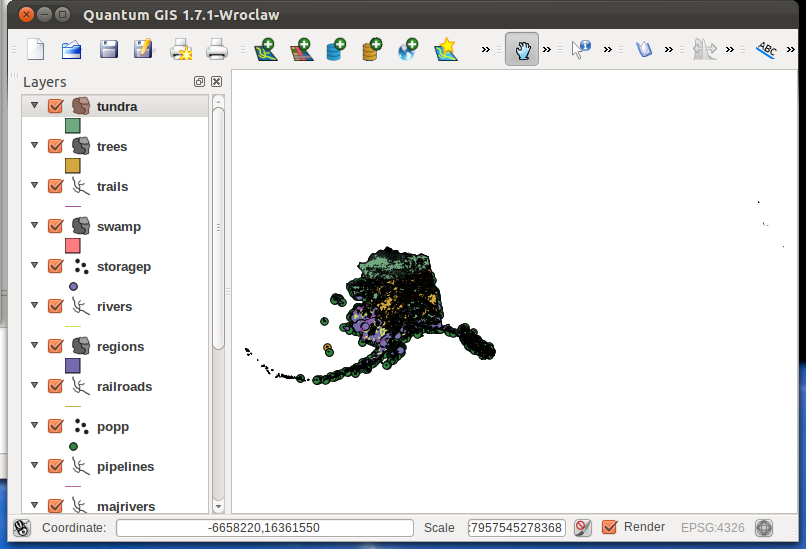 Quantum GIS 1.7.1-Wroclaw
ABC
Layers
tundra
trees
trails
swamp
storagep
rivers
regions
railroads
popp
pipelines
majrivers
Coordinate: -6658220,16361550 Scale :7957545278368 Render EPSG:4326